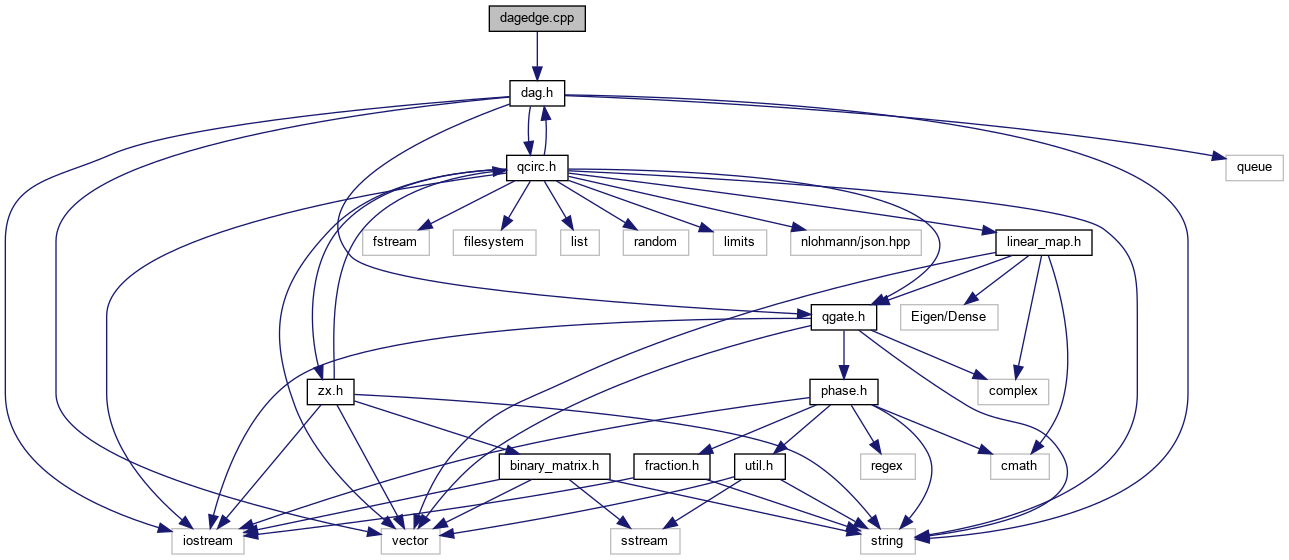 dagedge.cpp
dag.h
qcirc.h
queue
fstream
filesystem
list
random
limits
nlohmann/json.hpp
linear_map.h
qgate.h
Eigen/Dense
zx.h
phase.h
complex
binary_matrix.h
fraction.h
util.h
regex
cmath
iostream
vector
sstream
string